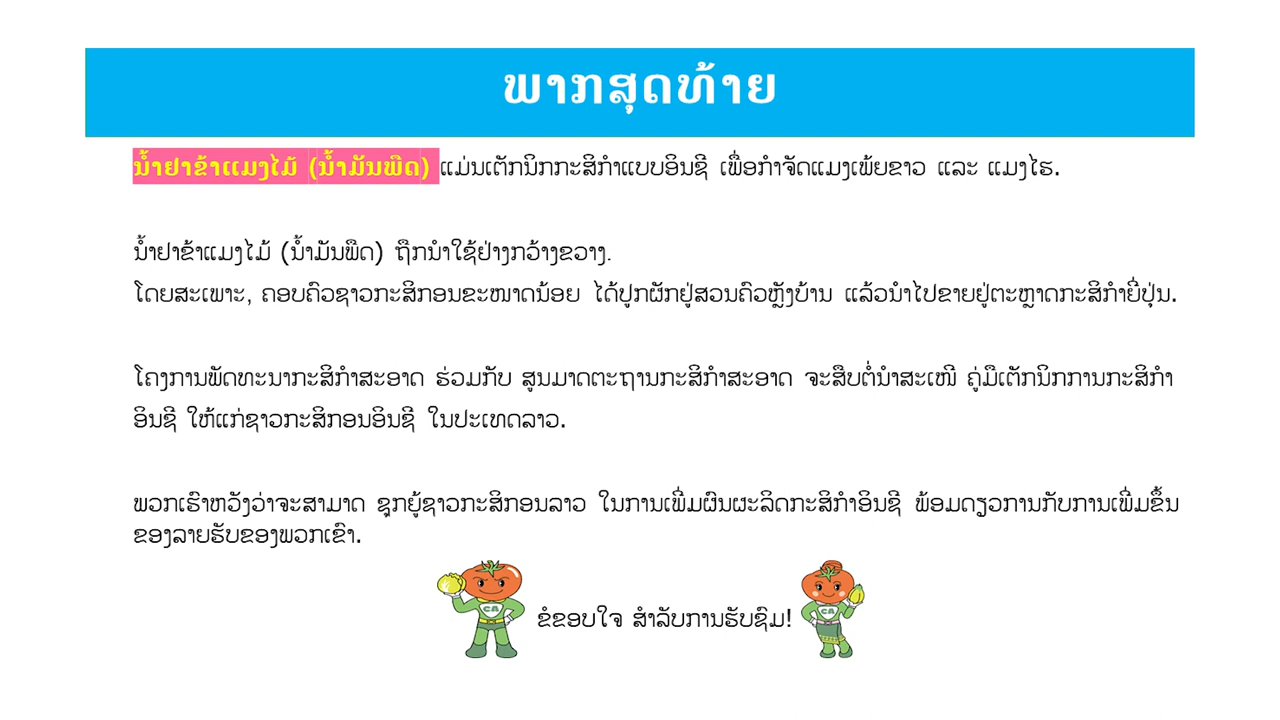 ພາກສຸດທ້າຍ
ນ້ຳຢາຂ້າແມງໄມ້ (ນ້ຳມັນພືດ) ແມ່ນເຕັກນິກກະສິກຳແບບອິນຊີ ເພື່ອກຳຈັດແມງເພ້ຍຂາວ ແລະ ແມງໄຮ.
ນ້ຳຢາຂ້າແມງໄມ້ (ນ້ຳມັນພືດ) ຖືກນຳໃຊ້ຢ່າງກວ້າງຂວາງ.
ໂດຍສະເພາະ, ຄອບຄົວຊາວກະສິກອນຂະໜາດນ້ອຍ ໄດ້ປູກຜັກຢູ່ສວນຄົວຫຼັງບ້ານ ແລ້ວນຳໄປຂາຍຢູ່ຕະຫຼາດກະສິກຳຍີ່ປຸ່ນ.
ໂຄງການພັດທະນາກະສິກຳສະອາດ ຮ່ວມກັບ ສູນມາດຕະຖານກະສິກຳສະອາດ ຈະສືບຕໍ່ນຳສະເໜີ ຄູ່ມືເຕັກນິກການກະສິກຳ
ອິນຊີ ໃຫ້ແກ່ຊາວກະສິກອນອິນຊີ ໃນປະເທດລາວ.
ພວກເຮົາຫວັງວ່າຈະສາມາດ ຊຸກຍູ້ຊາວກະສິກອນລາວ ໃນການເພີ່ມຜົນຜະລິດກະສິກຳອິນຊີ ພ້ອມດຽວການກັບການເພີ່ມຂຶ້ນ
ຂອງລາຍຮັບຂອງພວກເຂົາ.
ຂໍຂອບໃຈ ສຳລັບການຮັບຊົມ!
CA
CA